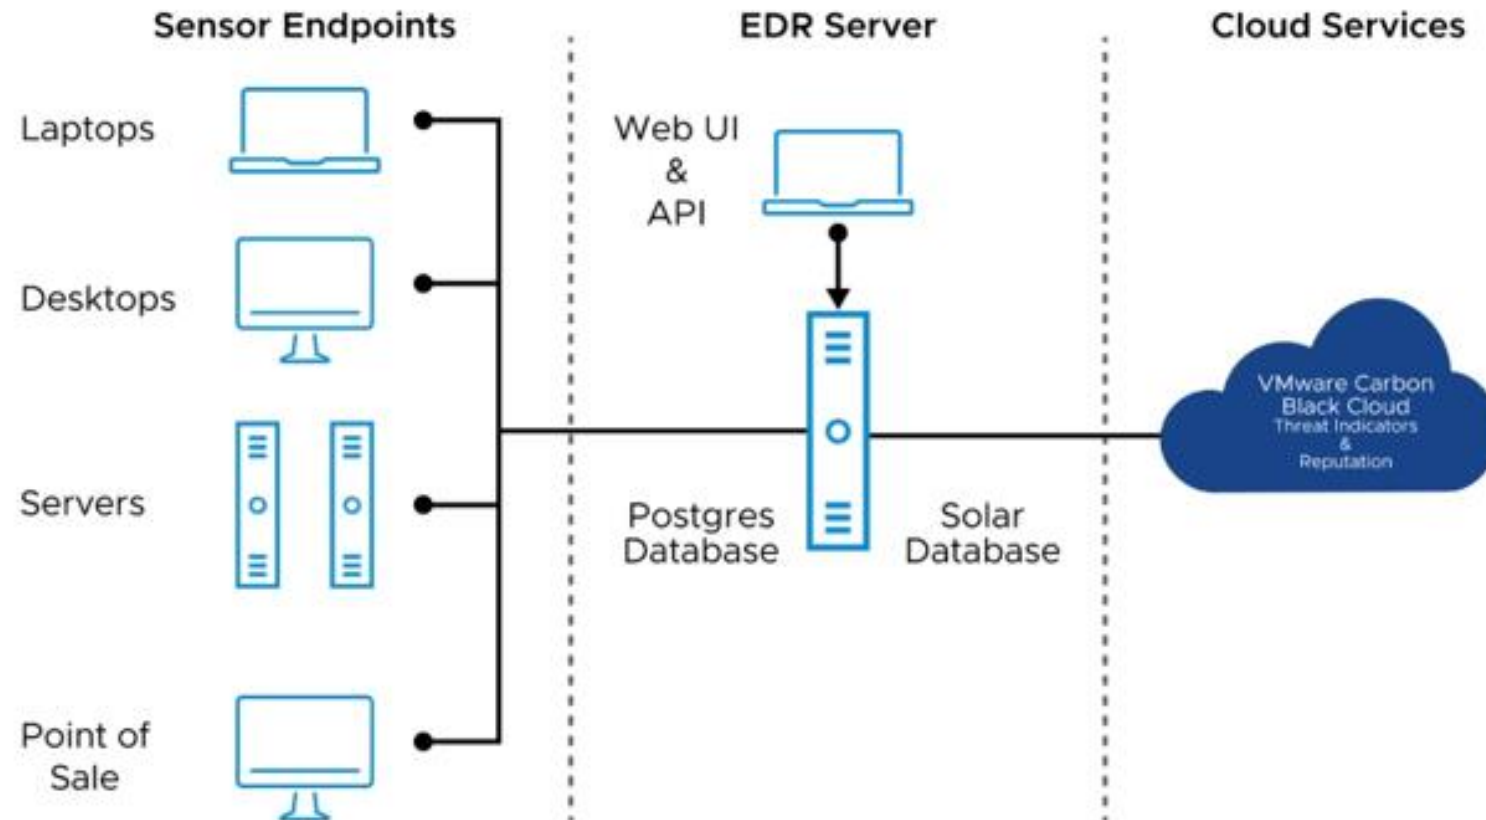 Sensor Endpoints
EDR Server
Cloud Services
Laptops
Desktops
Servers
Point of
Sale
Web UI
&
API
Postgres
Database
Solar
Database
VMware Carbon
Black Cloud
Threat Indicators
&
Reputation